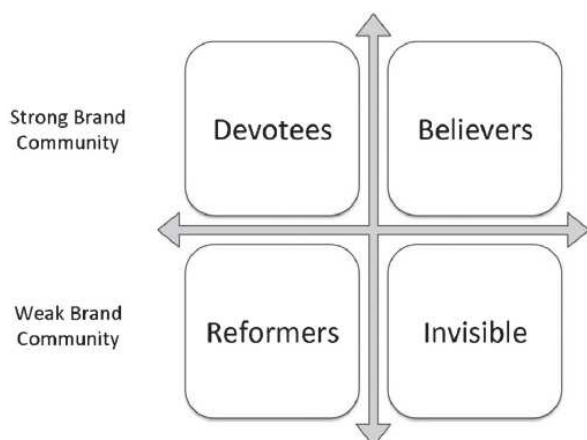 Strong Brand
Community
Devotees
Believers
Weak Brand
Community
Reformers
Invisible